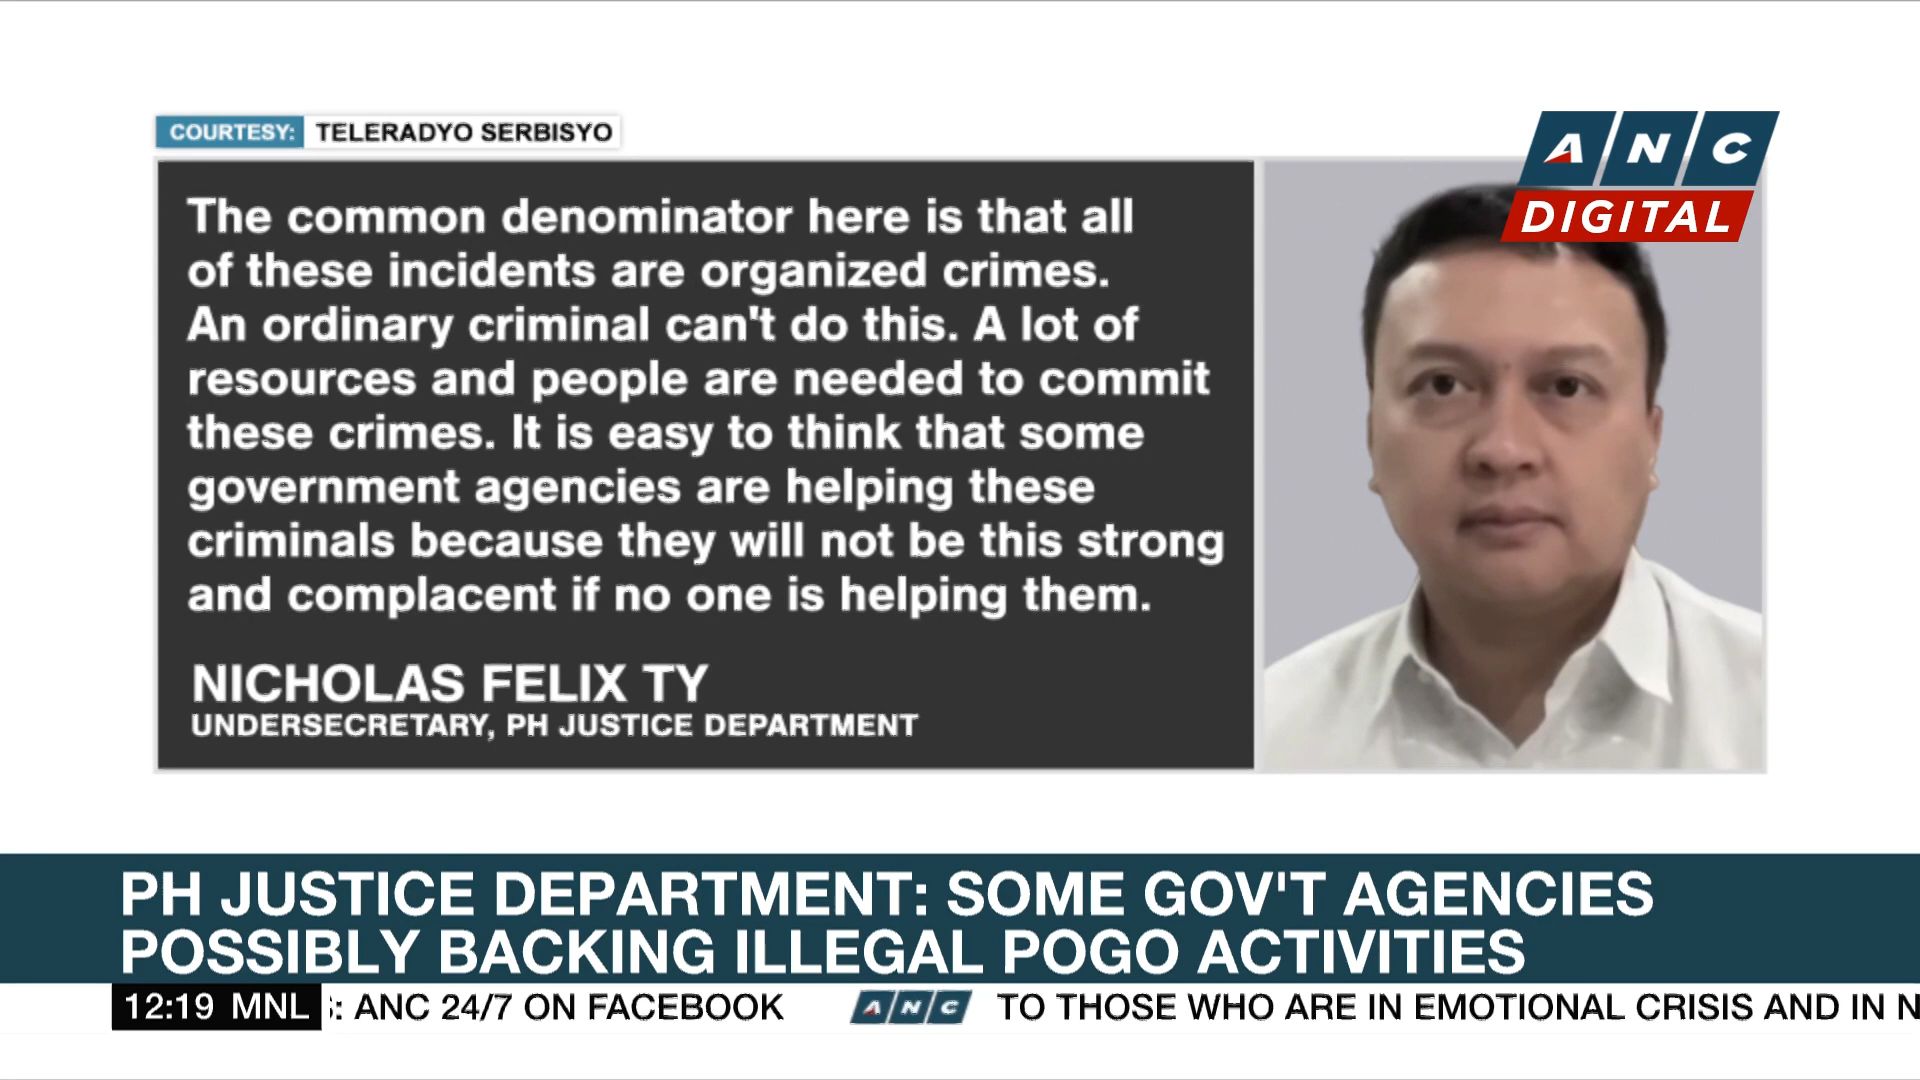 COURTESY: TELERADYO SERBISYO
ANC
DIGITAL
The common denominator here is that all
of these incidents are organized crimes.
An ordinary criminal can't do this. A lot of
resources and people are needed to commit
these crimes. It is easy to think that some
government agencies are helping these
criminals because they will not be this strong
and complacent if no one is helping them.
NICHOLAS FELIX TY
UNDERSECRETARY, PH JUSTICE DEPARTMENT
PH JUSTICE DEPARTMENT: SOME GOV'T AGENCIES
POSSIBLY BACKING ILLEGAL POGO ACTIVITIES
12:19 MNL : ANC 24/7 ON FACEBOOK ANC TO THOSE WHO ARE IN EMOTIONAL CRISIS AND IN N